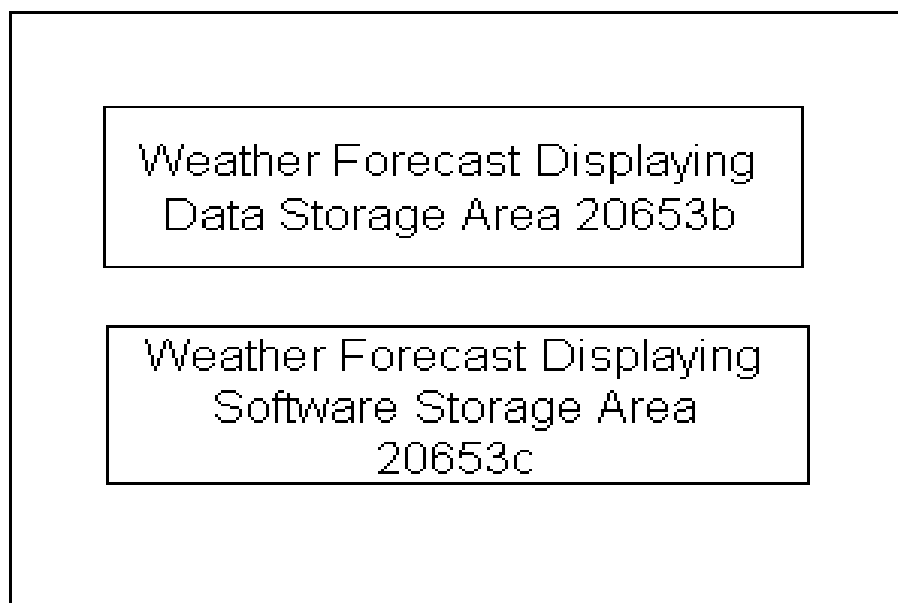 Weather Forecast Displaying
Data Storage Area 20653b
Weather Forecast Displaying
Software Storage Area
20653c